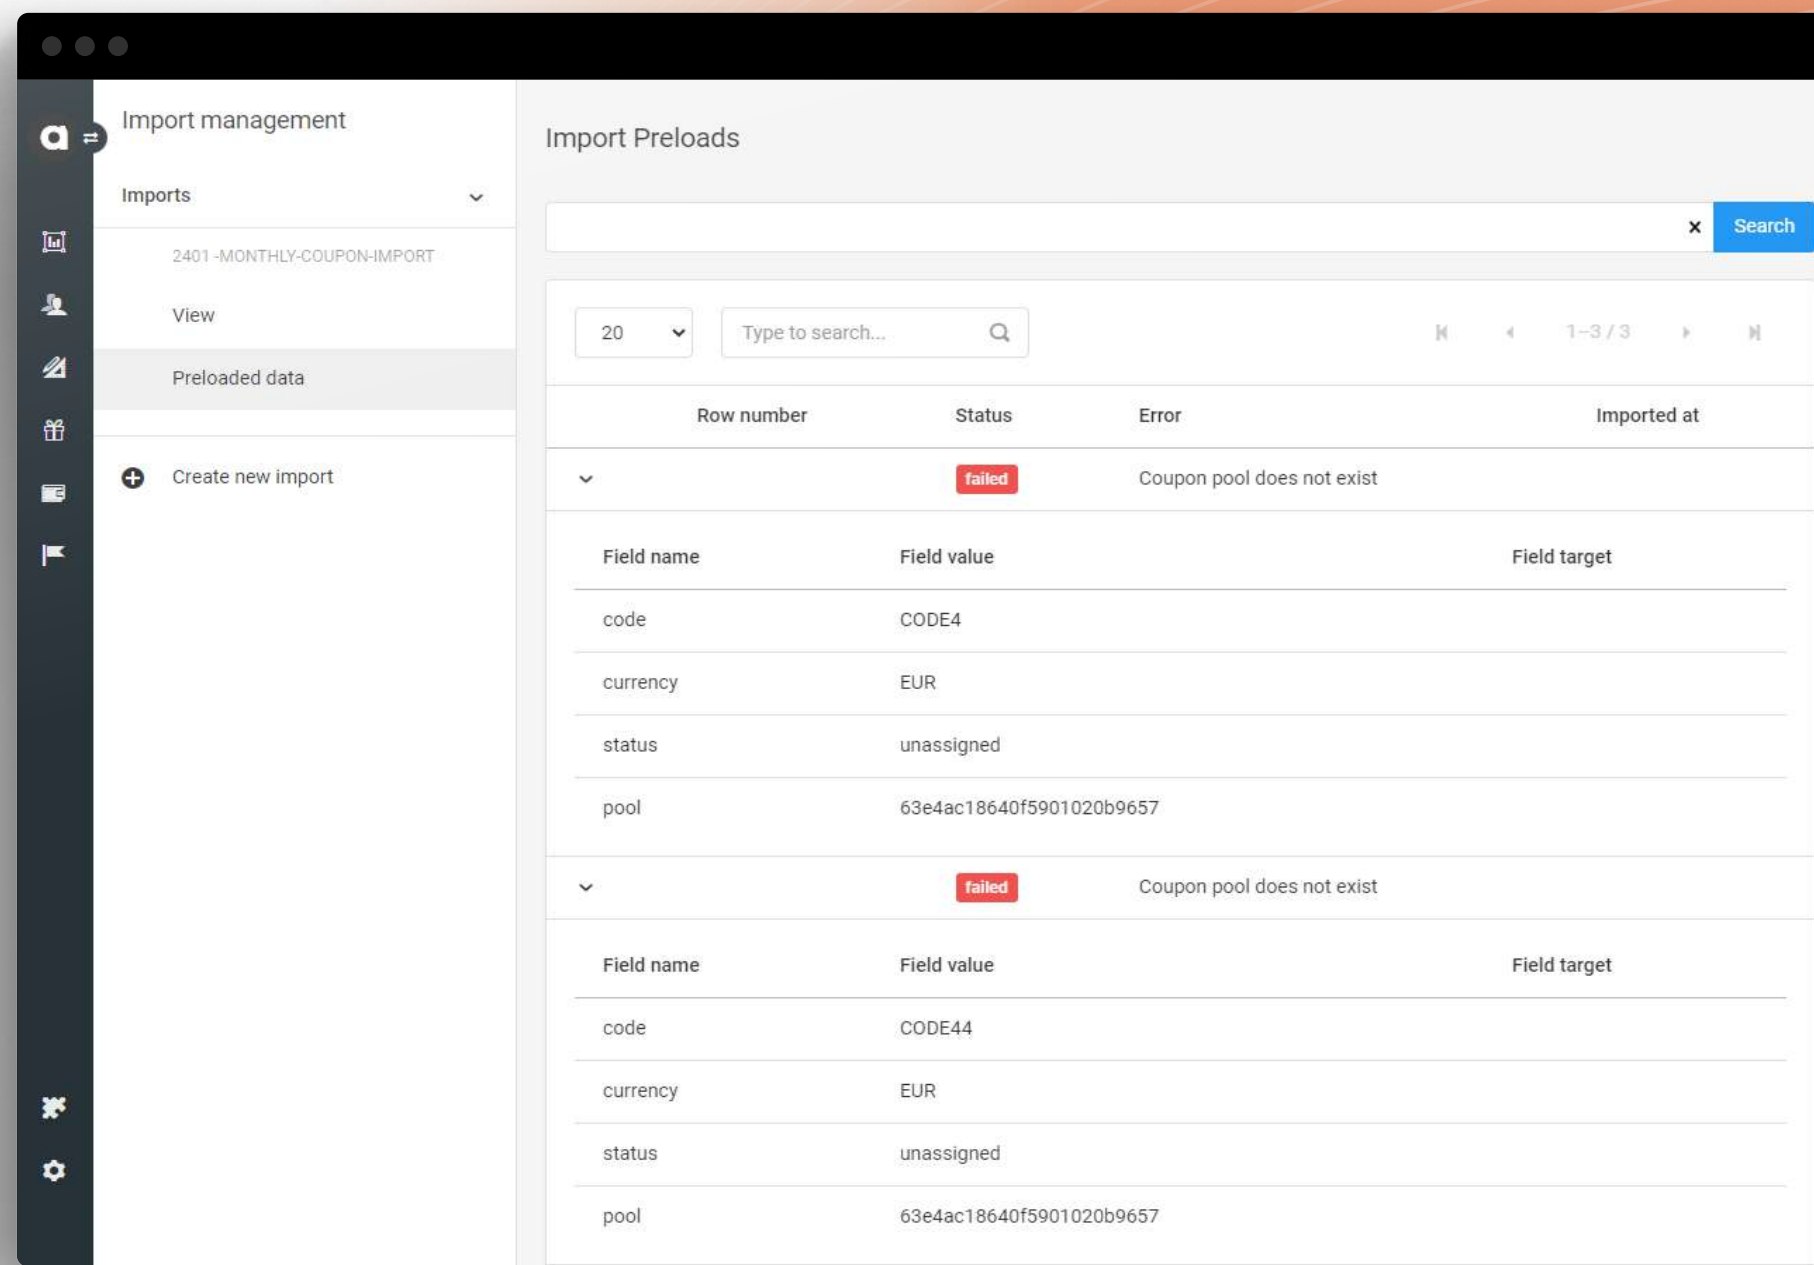 Import management
Imports
2401 -MONTHLY-COUPON-IMPORT
View
Preloaded data
Create new import
Import Preloads
× Search
20 Type to search... 1–3 / 3
Row number Status Error Imported at
failed Coupon pool does not exist
Field name Field value Field target
code CODE4
currency EUR
status unassigned
pool 63e4ac18640f5901020b9657
failed Coupon pool does not exist
Field name Field value Field target
code CODE44
currency EUR
status unassigned
pool 63e4ac18640f5901020b9657